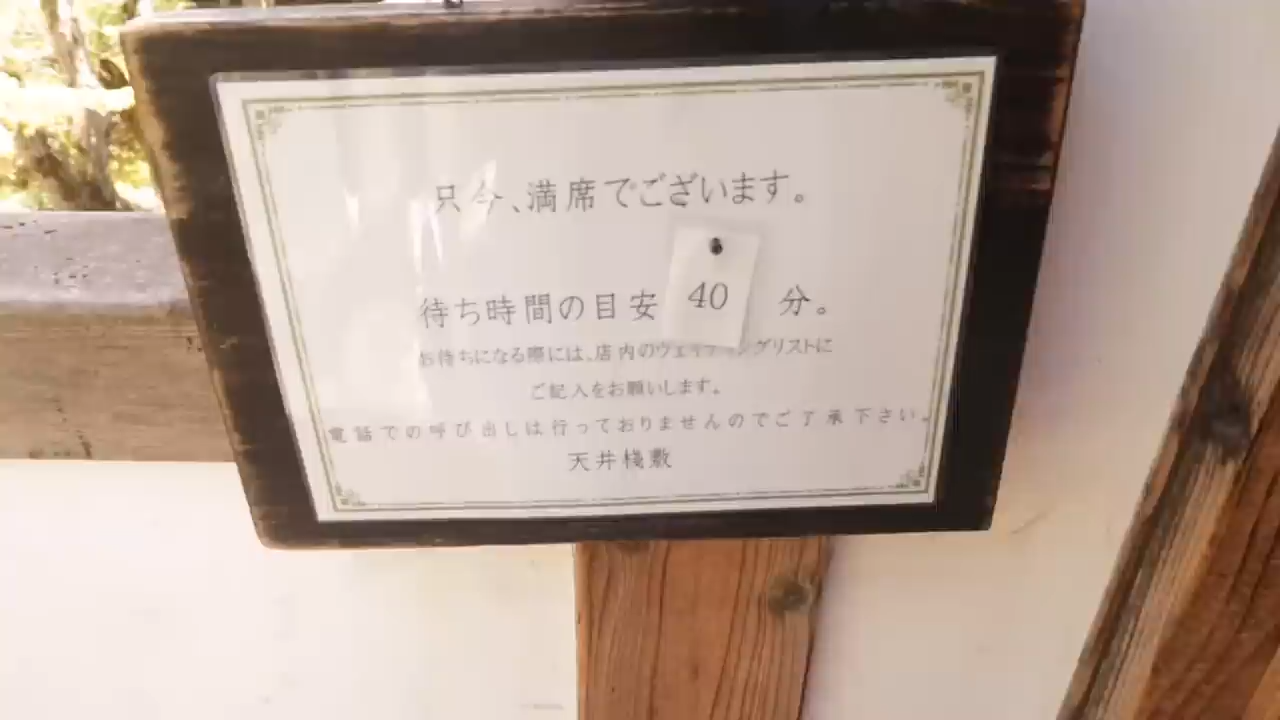 只今、満席でございます。
待ち時間の目安 40 分。
お待ちになる際には、店内のウェイティングリストに
ご記入をお願いします。
電話での呼び出しは行っておりませんのでご了承下さい。
天井棧敷